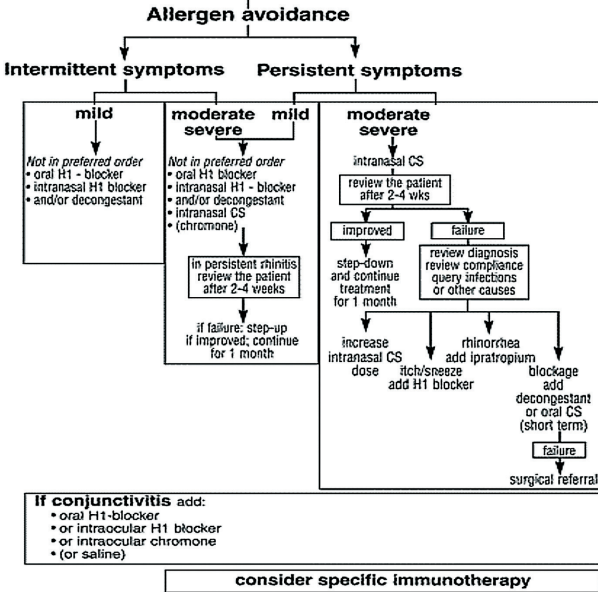 Allergen avoidance
Intermittent symptoms
Persistent symptoms
mild
Not in preferred order
• oral H1 - blocker
• intranasal H1 blocker
• and/or decongestant
moderate
severe
mild
Not in preferred order
• oral H1 blocker
• intranasal H1 - blocker
• and/or decongestant
• intranasal CS
• (chromone)
in persistent rhinitis
review the patient
after 2-4 weeks
if failure: step-up
if improved: continue
for 1 month
moderate
severe
intranasal CS
review the patient
after 2-4 wks
improved
step-down
and continue
treatment
for 1 month
failure
review diagnosis
review compliance
query infections
or other causes
increase
intranasal CS
dose
itch/sneeze
add H1 blocker
rhinorrhea
add ipratropium
blockage
add
decongestant
or oral CS
(short term)
failure
surgical referral
If conjunctivitis add:
• oral H1-blocker
• or intraocular H1 blocker
• or intraocular chromone
• (or saline)
consider specific immunotherapy